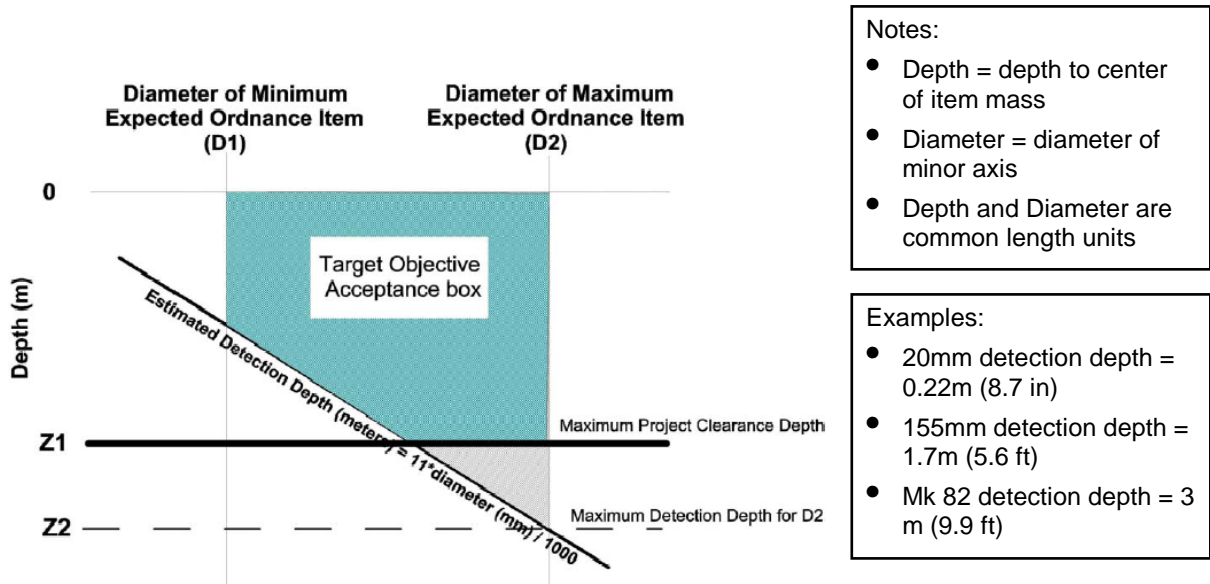 Diameter of Minimum
Expected Ordnance Item
(D1)
Diameter of Maximum
Expected Ordnance Item
(D2)
0
Target Objective
Acceptance box
Depth (m)
Estimated Detection Depth (meters) = 11*diameter (mm) / 1000
Maximum Project Clearance Depth
Z1
Maximum Detection Depth for D2
Z2
Notes:
• Depth = depth to center
of item mass
• Diameter = diameter of
minor axis
• Depth and Diameter are
common length units
Examples:
• 20mm detection depth =
0.22m (8.7 in)
• 155mm detection depth =
1.7m (5.6 ft)
• Mk 82 detection depth = 3
m (9.9 ft)